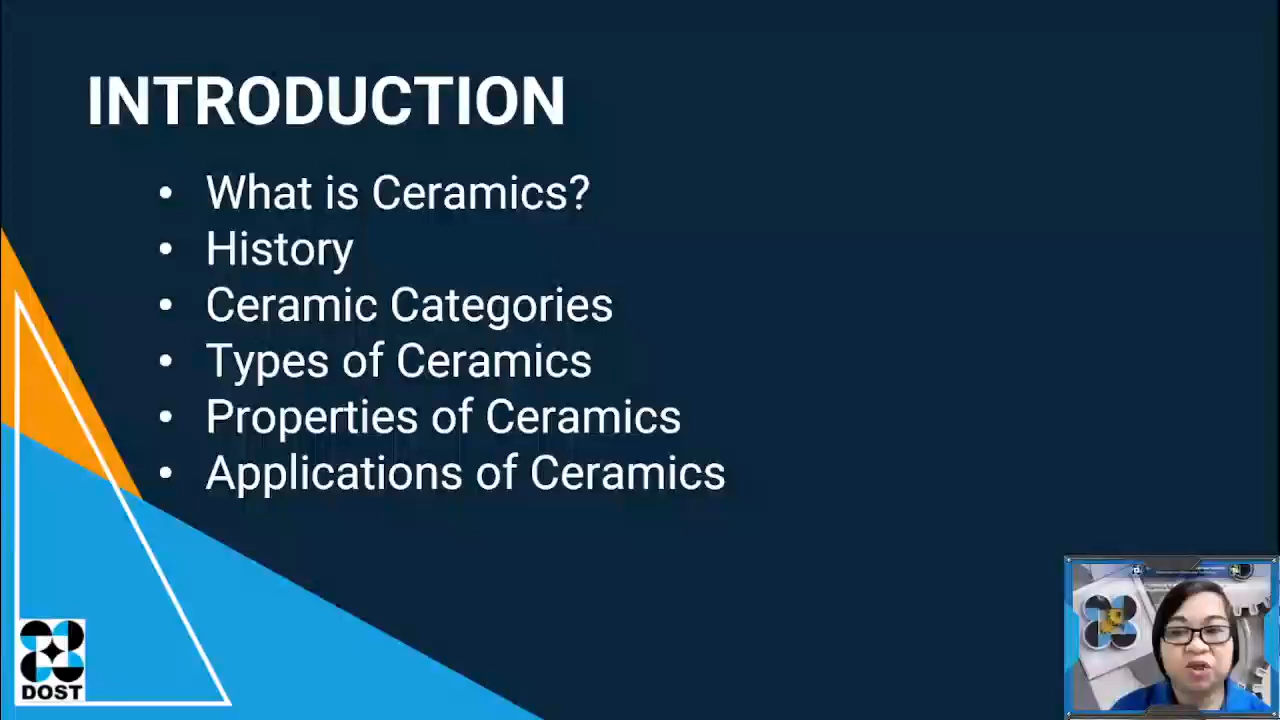 INTRODUCTION
• What is Ceramics?
• History
• Ceramic Categories
• Types of Ceramics
• Properties of Ceramics
• Applications of Ceramics
DOST